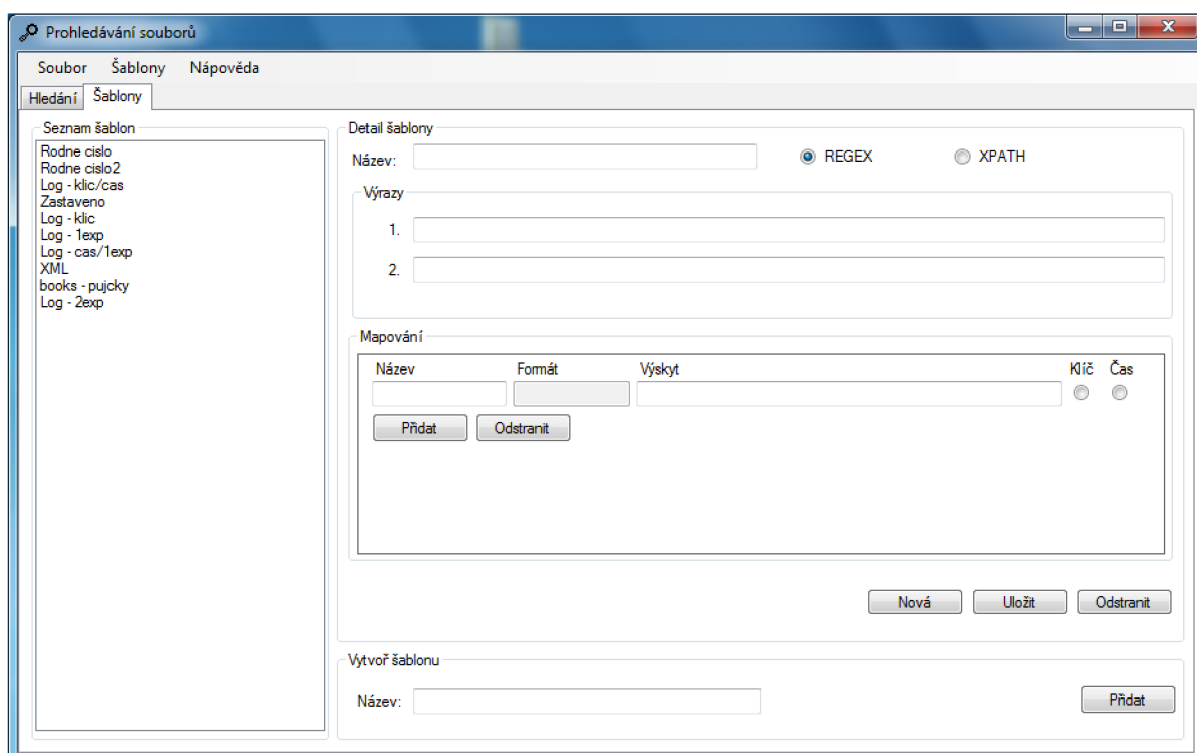 Prohledávání souborů
Soubor Šablony Nápověda
Hledání Šablony
Seznam šablon
Rodne cislo
Rodne cislo2
Log - klic/cas
Zastaveno
Log - klic
Log - 1exp
Log - cas/1exp
XML
books - pujcky
Log - 2exp
Detail šablony
Název: REGEX XPATH
Výrazy
1.
2.
Mapování
Název Formát Výskyt Klíč Čas
Přidat Odstranit
Nová Uložit Odstranit
Vytvoř šablonu
Název: Přidat